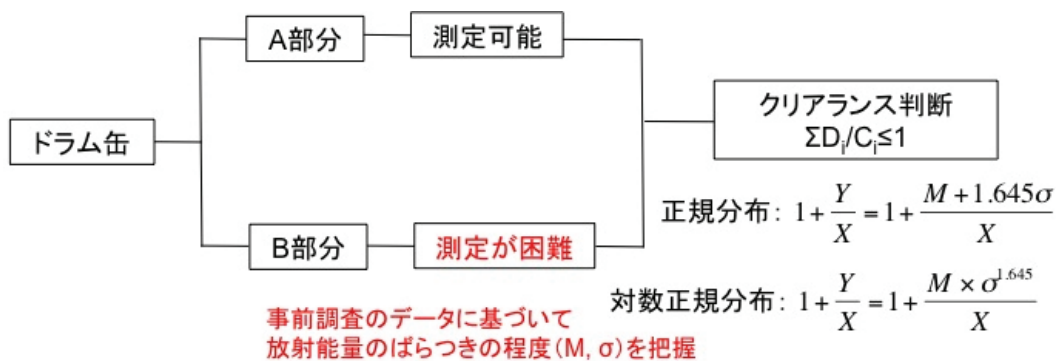 ドラム缶
A部分
測定可能
B部分
測定が困難
事前調査のデータに基づいて
放射能量のばらつきの程度(M, σ)を把握
クリアランス判断
ΣDᵢ/Cᵢ≤1
正規分布: 1+Y/X=1+(M+1.645σ)/X
対数正規分布: 1+Y/X=1+(M×σ^1.645)/X